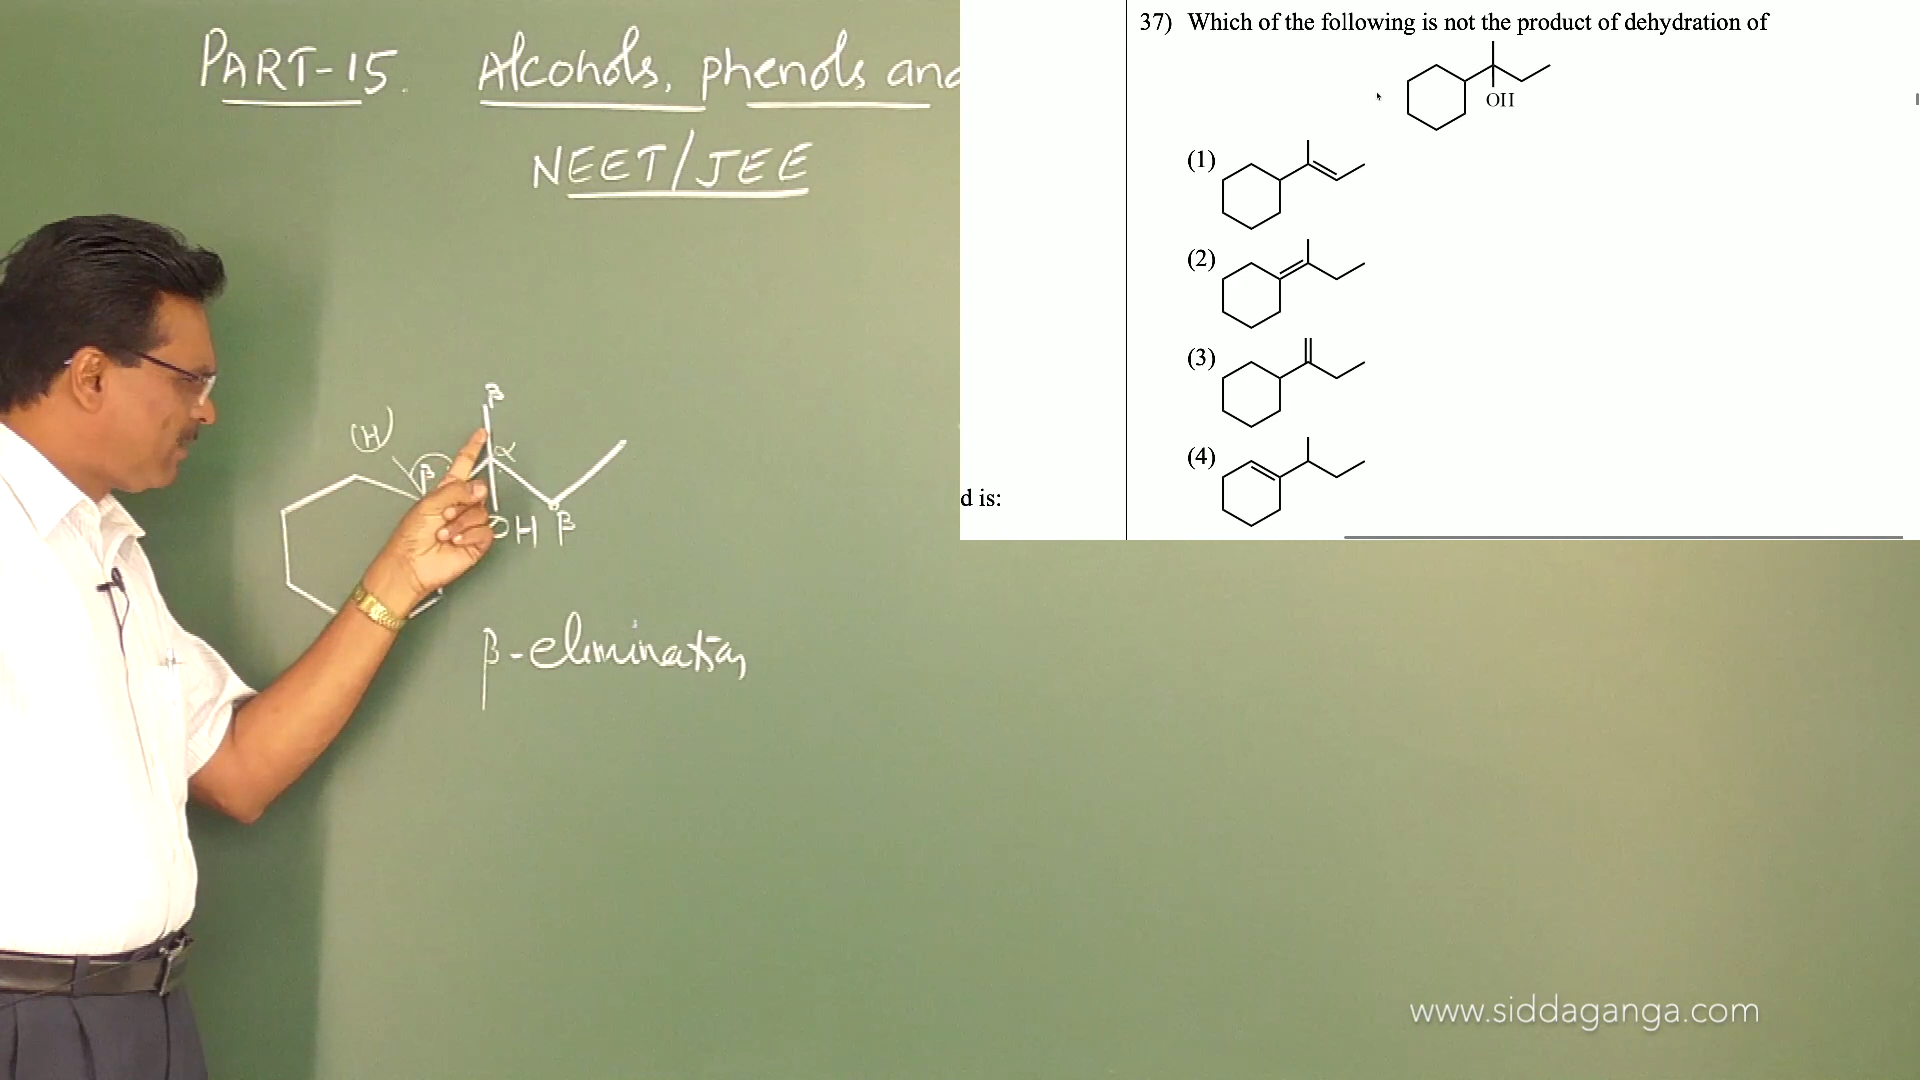 PART-15. Alcohols, phenols and
NEET/JEE
β
(H)
α
β
OH β
β-elimination
37) Which of the following is not the product of dehydration of
OH
(1)
(2)
(3)
(4)
d is:
www.siddaganga.com